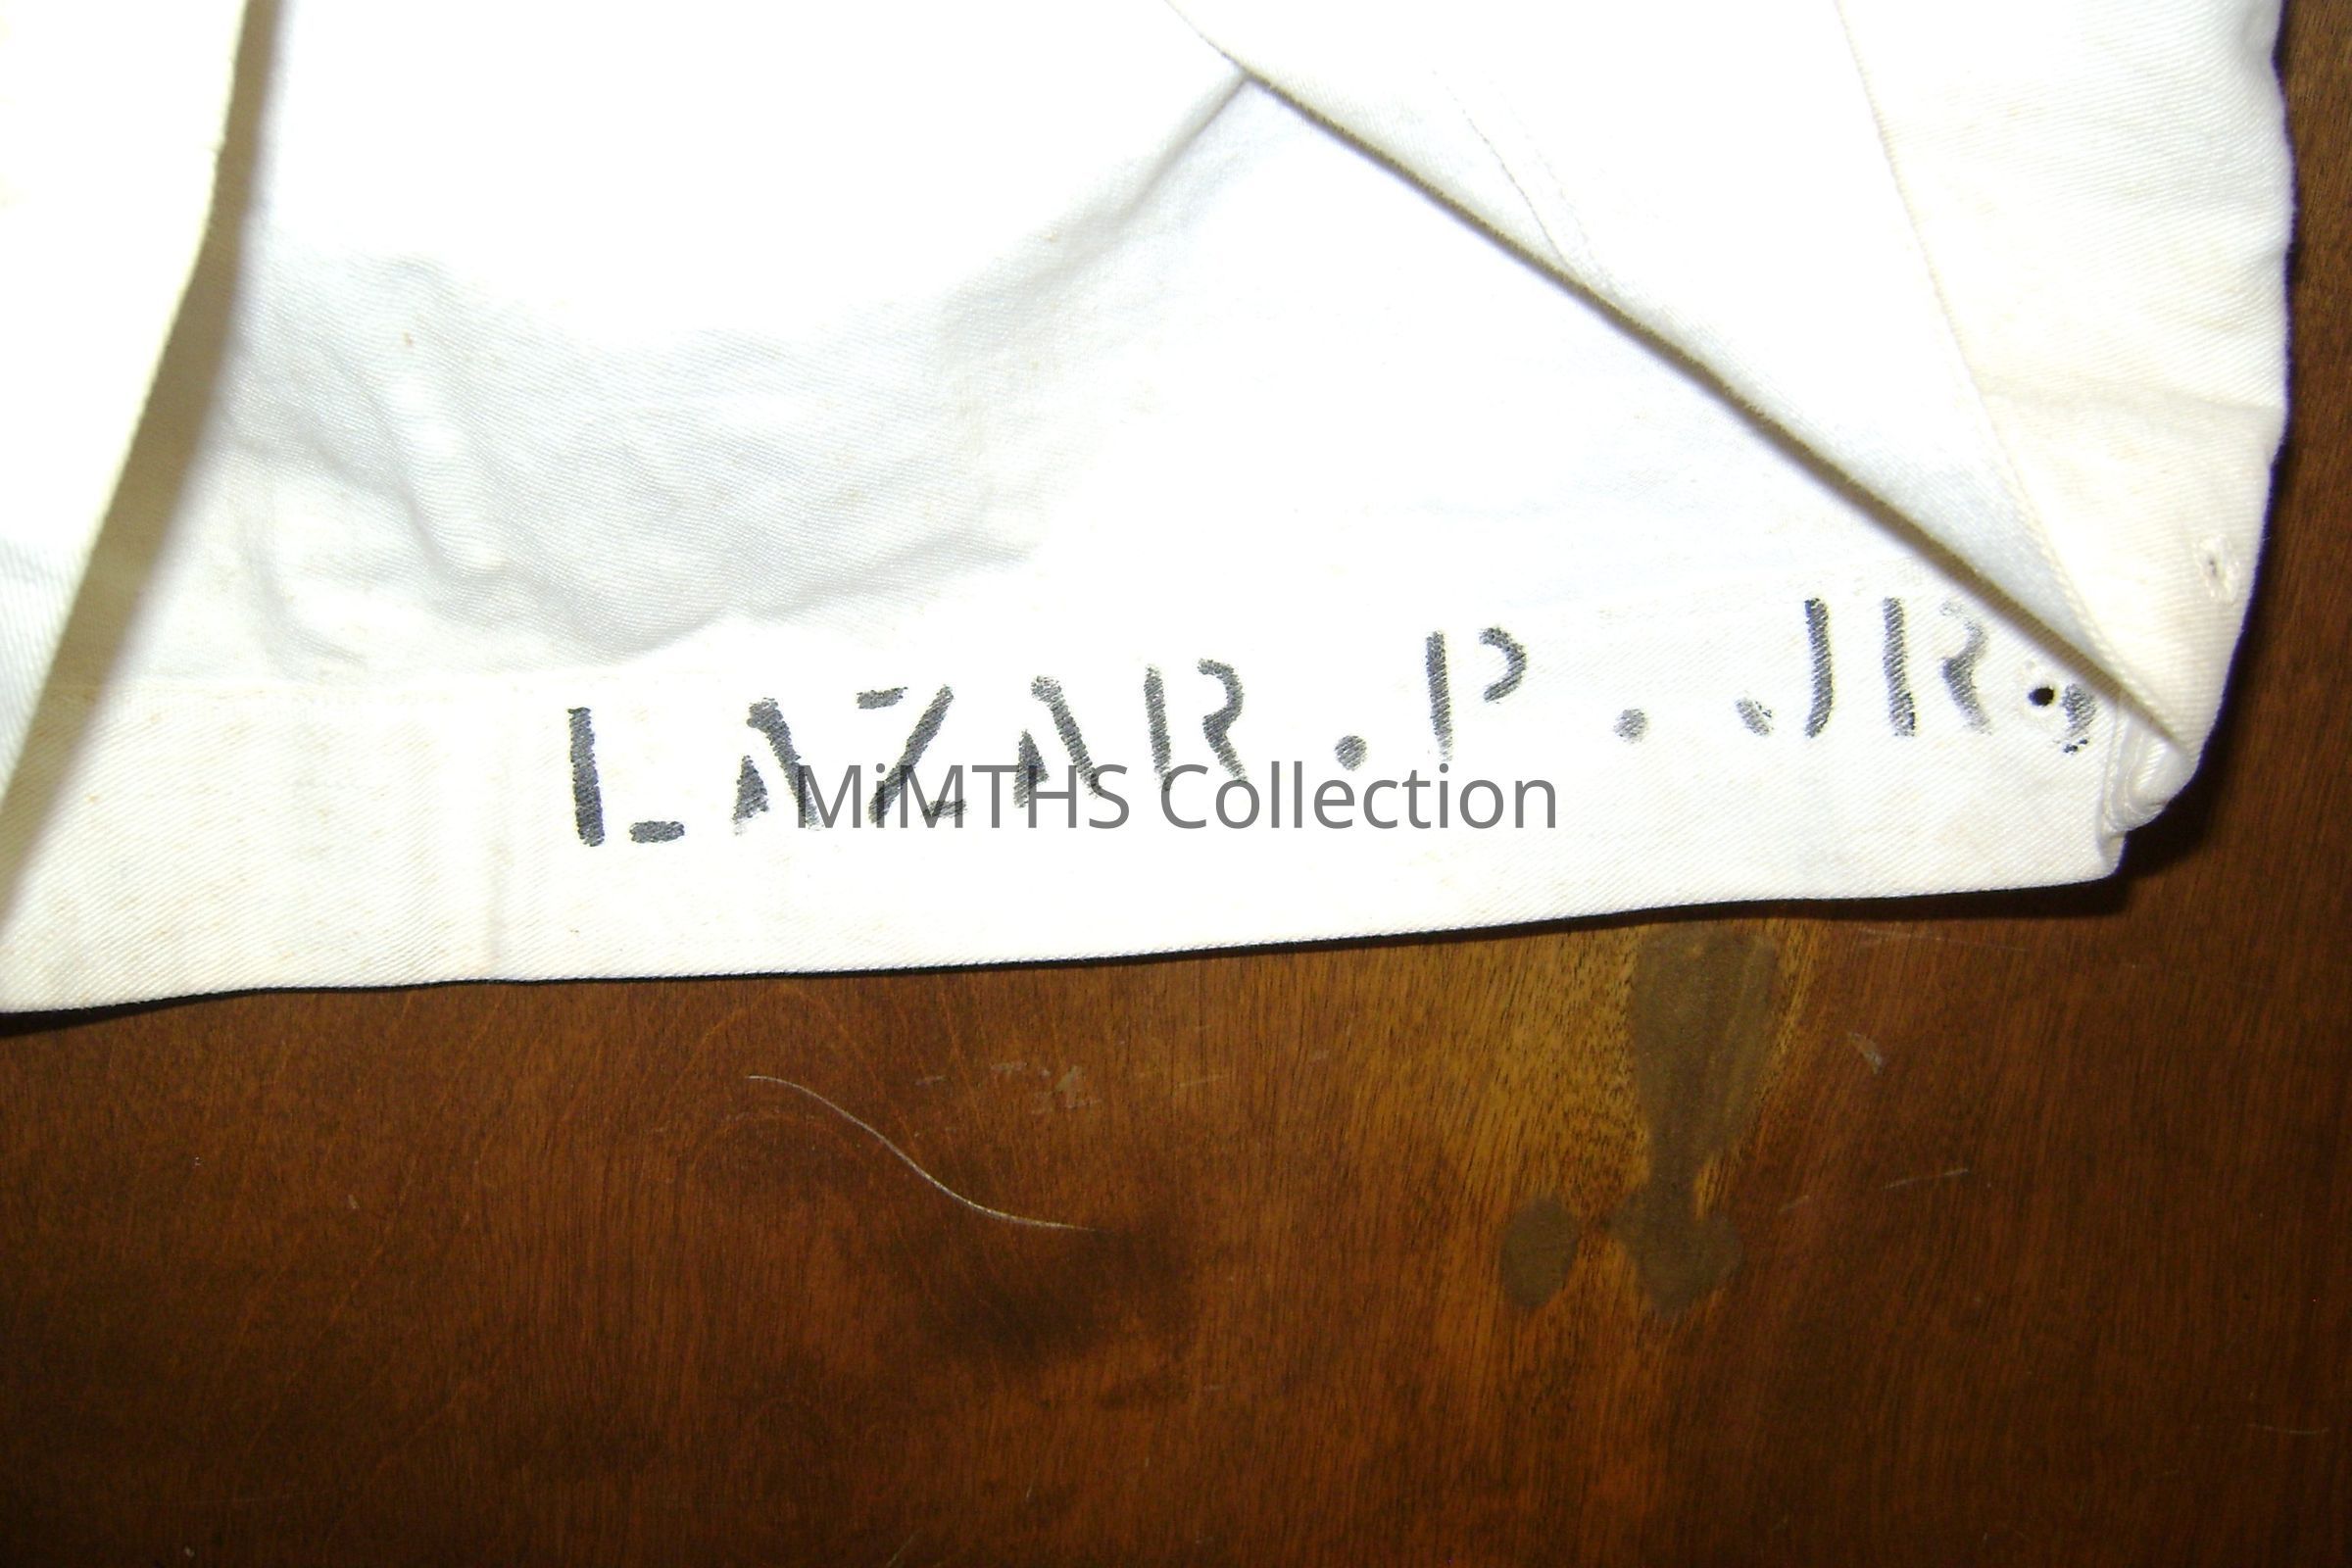 LAZAR.P. JR.
MiMTHS Collection